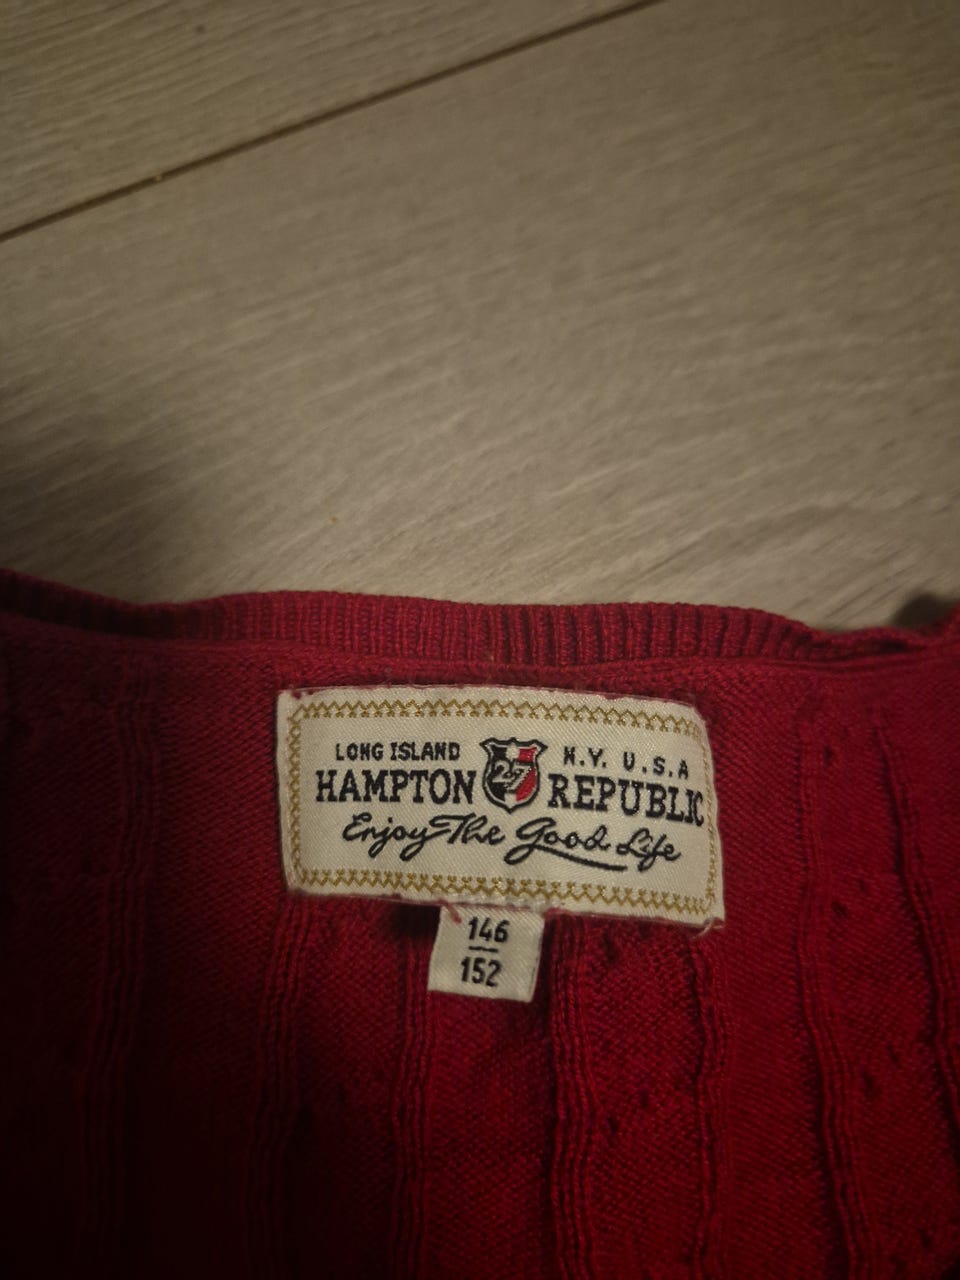 LONG ISLAND N.Y. U.S.A
HAMPTON 27 REPUBLIC
Enjoy The Good Life
146
152